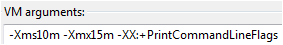 VM arguments:
-Xms10m -Xmx15m -XX:+PrintCommandLineFlags